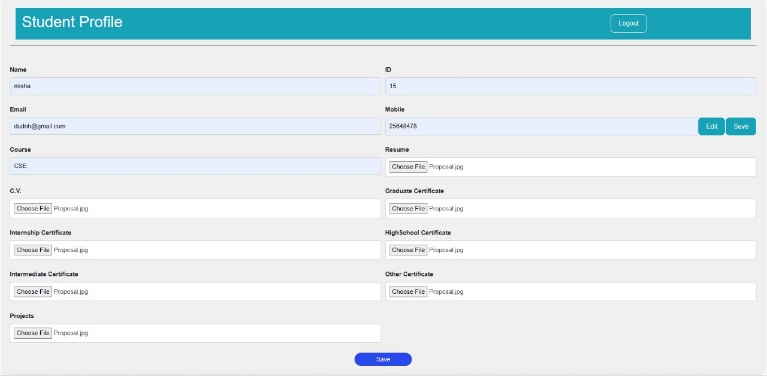 Student Profile Logout
Name ID
misha 15
Email Mobile
dudnh@gmail.com 25648478 Edit Save
Course Resume
CSE Choose File Proposal.jpg
C.V. Graduate Certificate
Choose File Proposal.jpg Choose File Proposal.jpg
Internship Certificate HighSchool Certificate
Choose File Proposal.jpg Choose File Proposal.jpg
Intermediate Certificate Other Certificate
Choose File Proposal.jpg Choose File Proposal.jpg
Projects
Choose File Proposal.jpg
Save